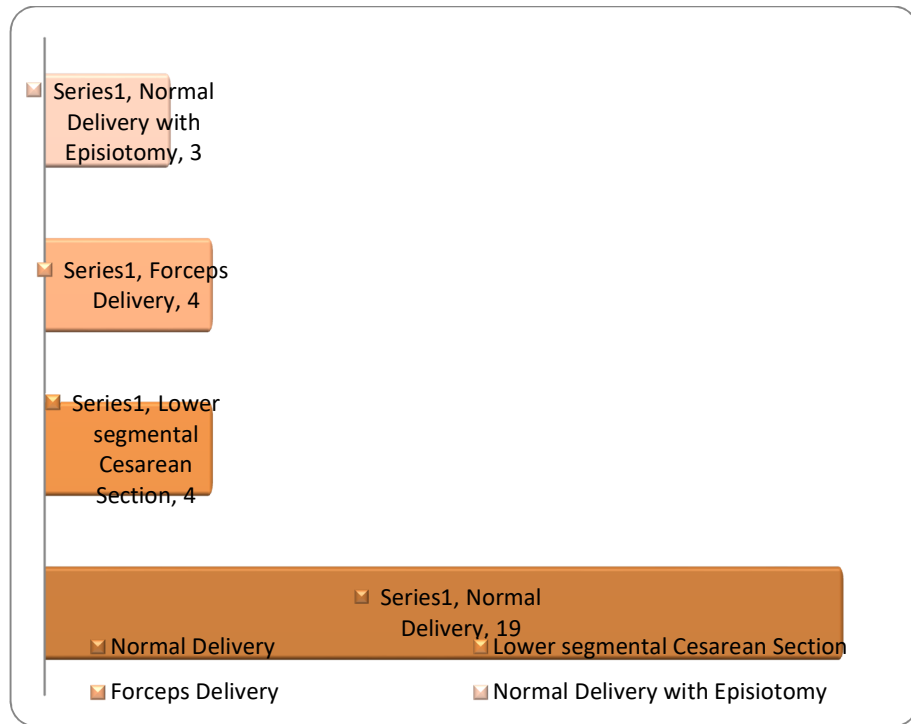 Series1, Normal
Delivery with
Episiotomy, 3
Series1, Forceps
Delivery, 4
Series1, Lower
segmental
Cesarean
Section, 4
Series1, Normal
Delivery, 19
Normal Delivery
Lower segmental Cesarean Section
Forceps Delivery
Normal Delivery with Episiotomy